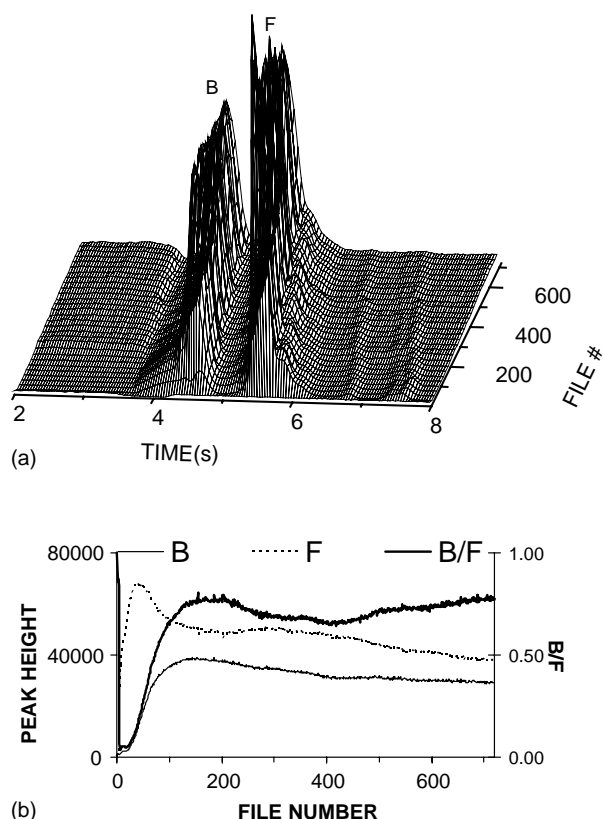 F
B
600
400
200
FILE #
2
4
6
8
TIME(s)
(a)
80000
B
F
B/F
1.00
PEAK HEIGHT
40000
0.50
B/F
0
0.00
0
200
400
600
(b)
FILE NUMBER